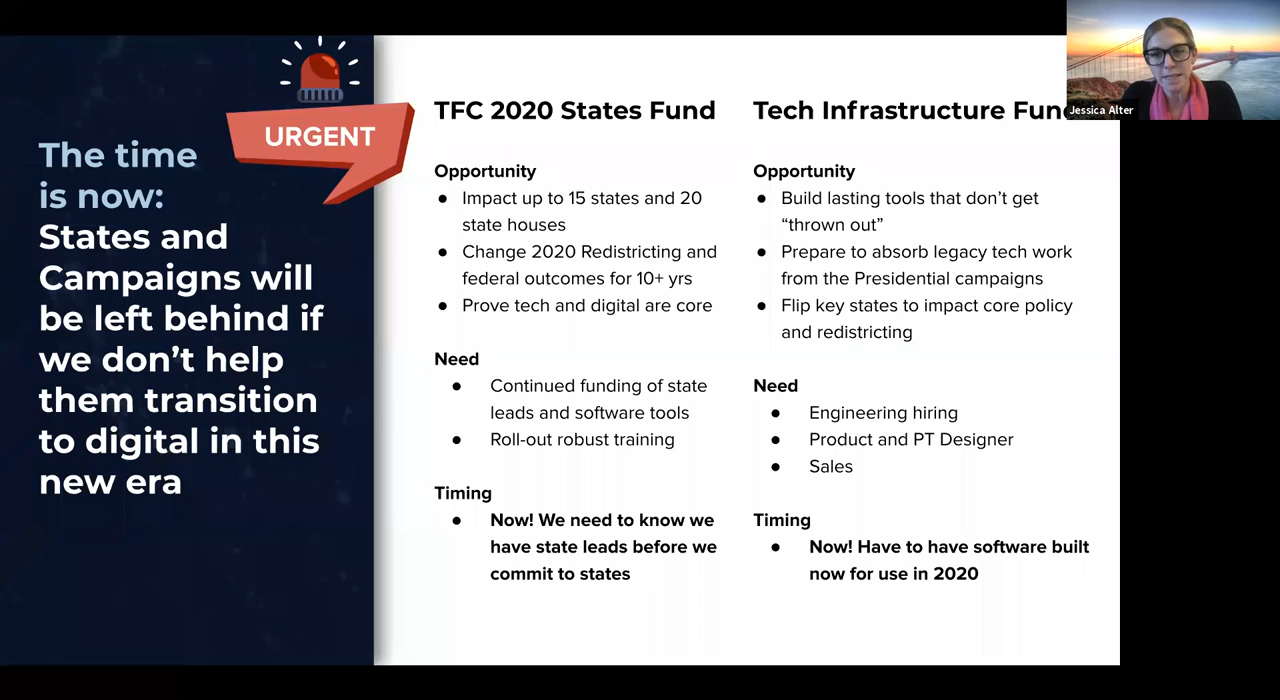 The time
is now:
States and
Campaigns will
be left behind if
we don’t help
them transition
to digital in this
new era
URGENT
TFC 2020 States Fund
Opportunity
● Impact up to 15 states and 20
state houses
● Change 2020 Redistricting and
federal outcomes for 10+ yrs
● Prove tech and digital are core
Need
● Continued funding of state
leads and software tools
● Roll-out robust training
Timing
● Now! We need to know we
have state leads before we
commit to states
Tech Infrastructure Fun
Opportunity
● Build lasting tools that don’t get
“thrown out”
● Prepare to absorb legacy tech work
from the Presidential campaigns
● Flip key states to impact core policy
and redistricting
Need
● Engineering hiring
● Product and PT Designer
● Sales
Timing
● Now! Have to have software built
now for use in 2020
Jessica Alter